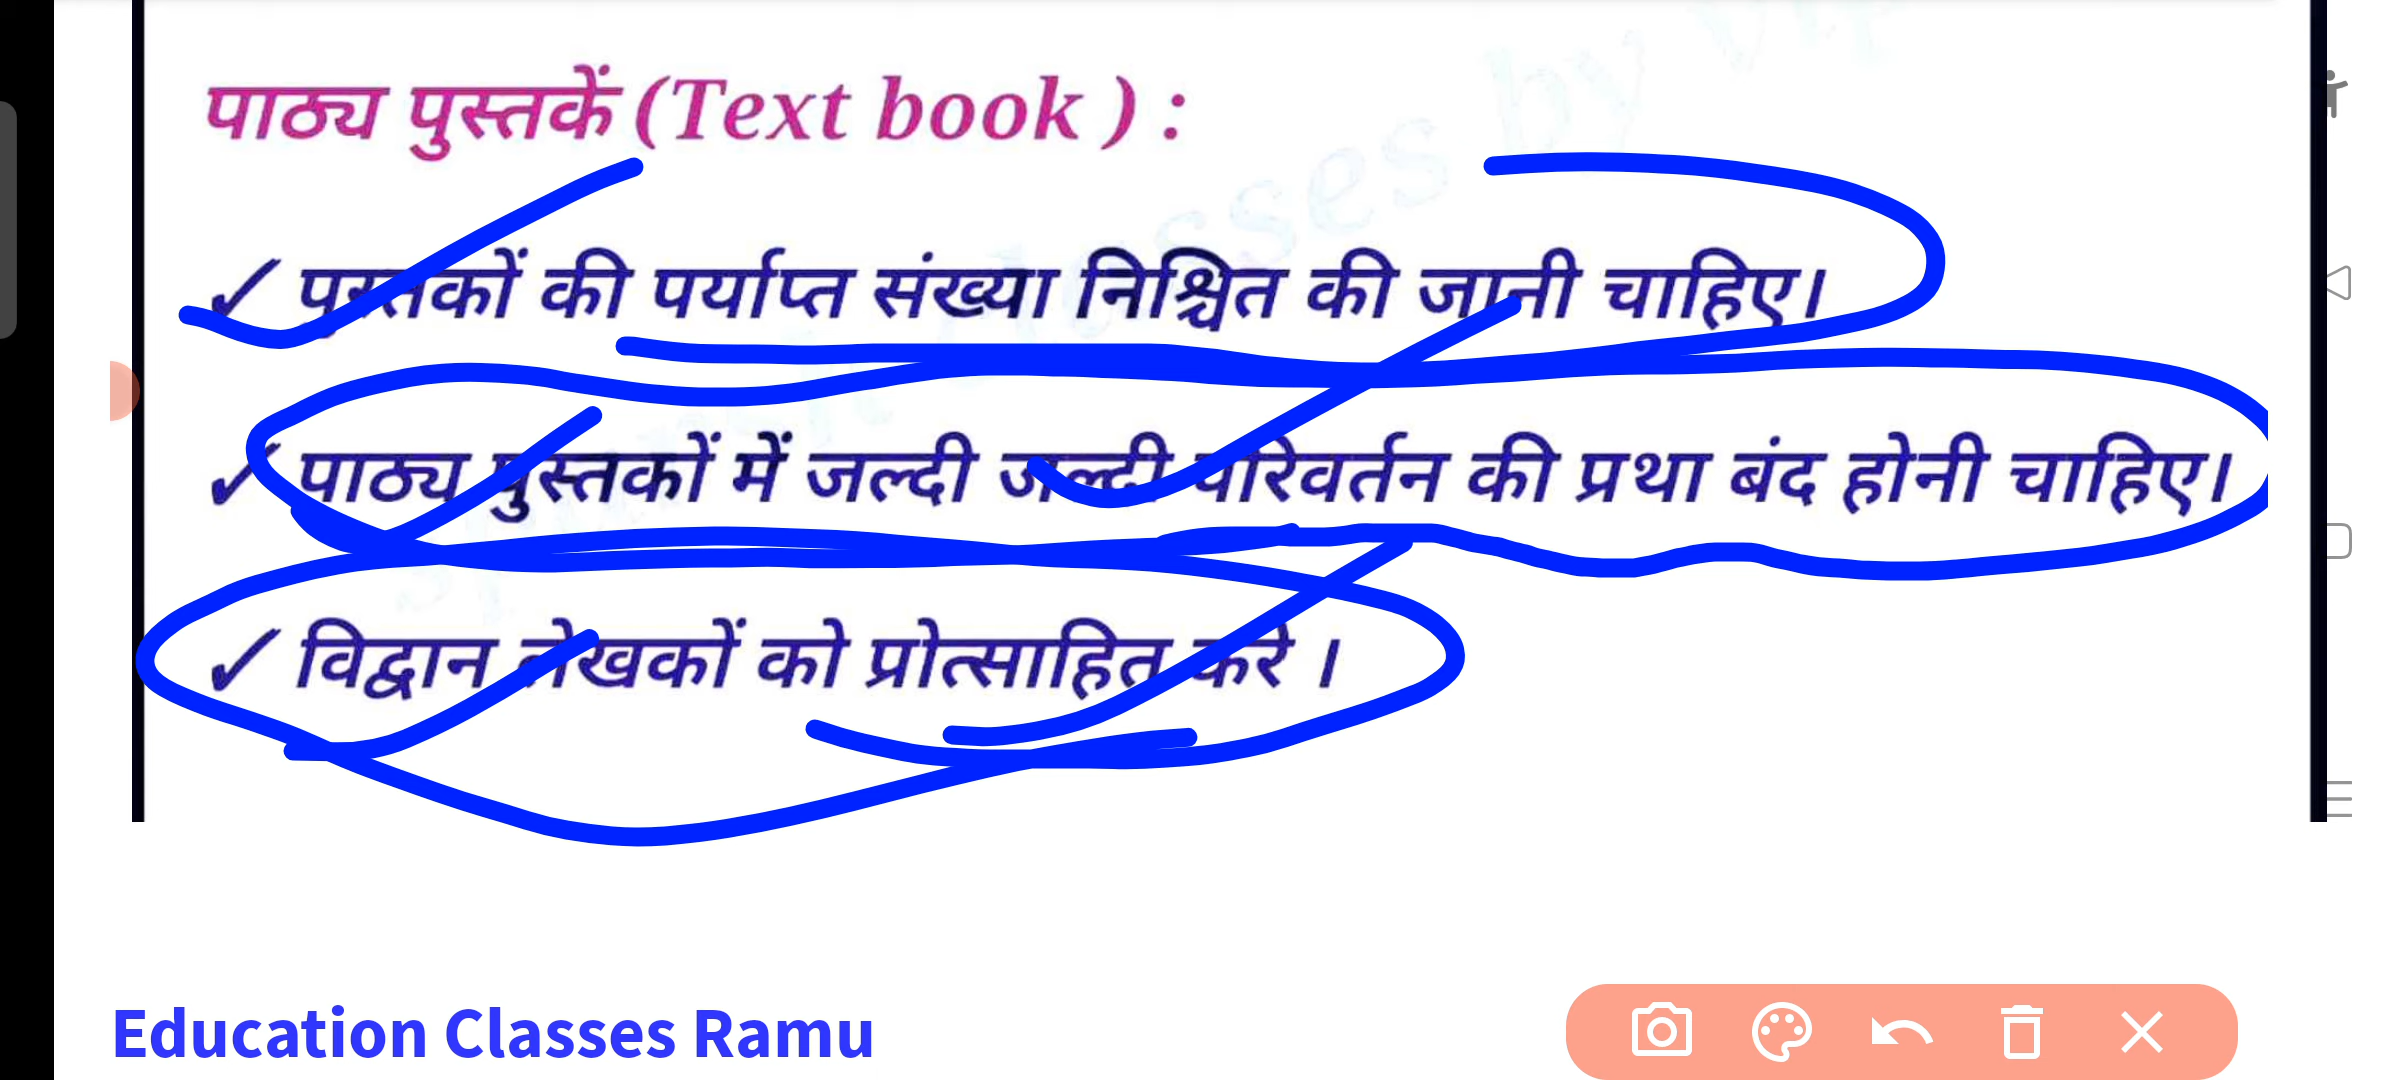 पाठ्य पुस्तकें (Text book ) :
✓ पुस्तकों की पर्याप्त संख्या निश्चित की जानी चाहिए।
✓ पाठ्य पुस्तकों में जल्दी जल्दी परिवर्तन की प्रथा बंद होनी चाहिए।
✓ विद्वान लेखकों को प्रोत्साहित करे ।
Education Classes Ramu